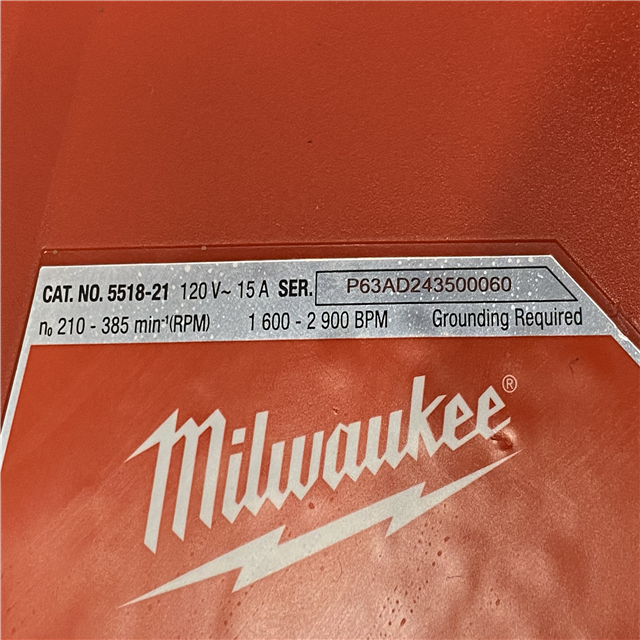 CAT. NO. 5518-21 120 V~ 15 A SER. P63AD243500060
n₀ 210 - 385 min⁻¹(RPM) 1 600 - 2 900 BPM Grounding Required
Milwaukee®